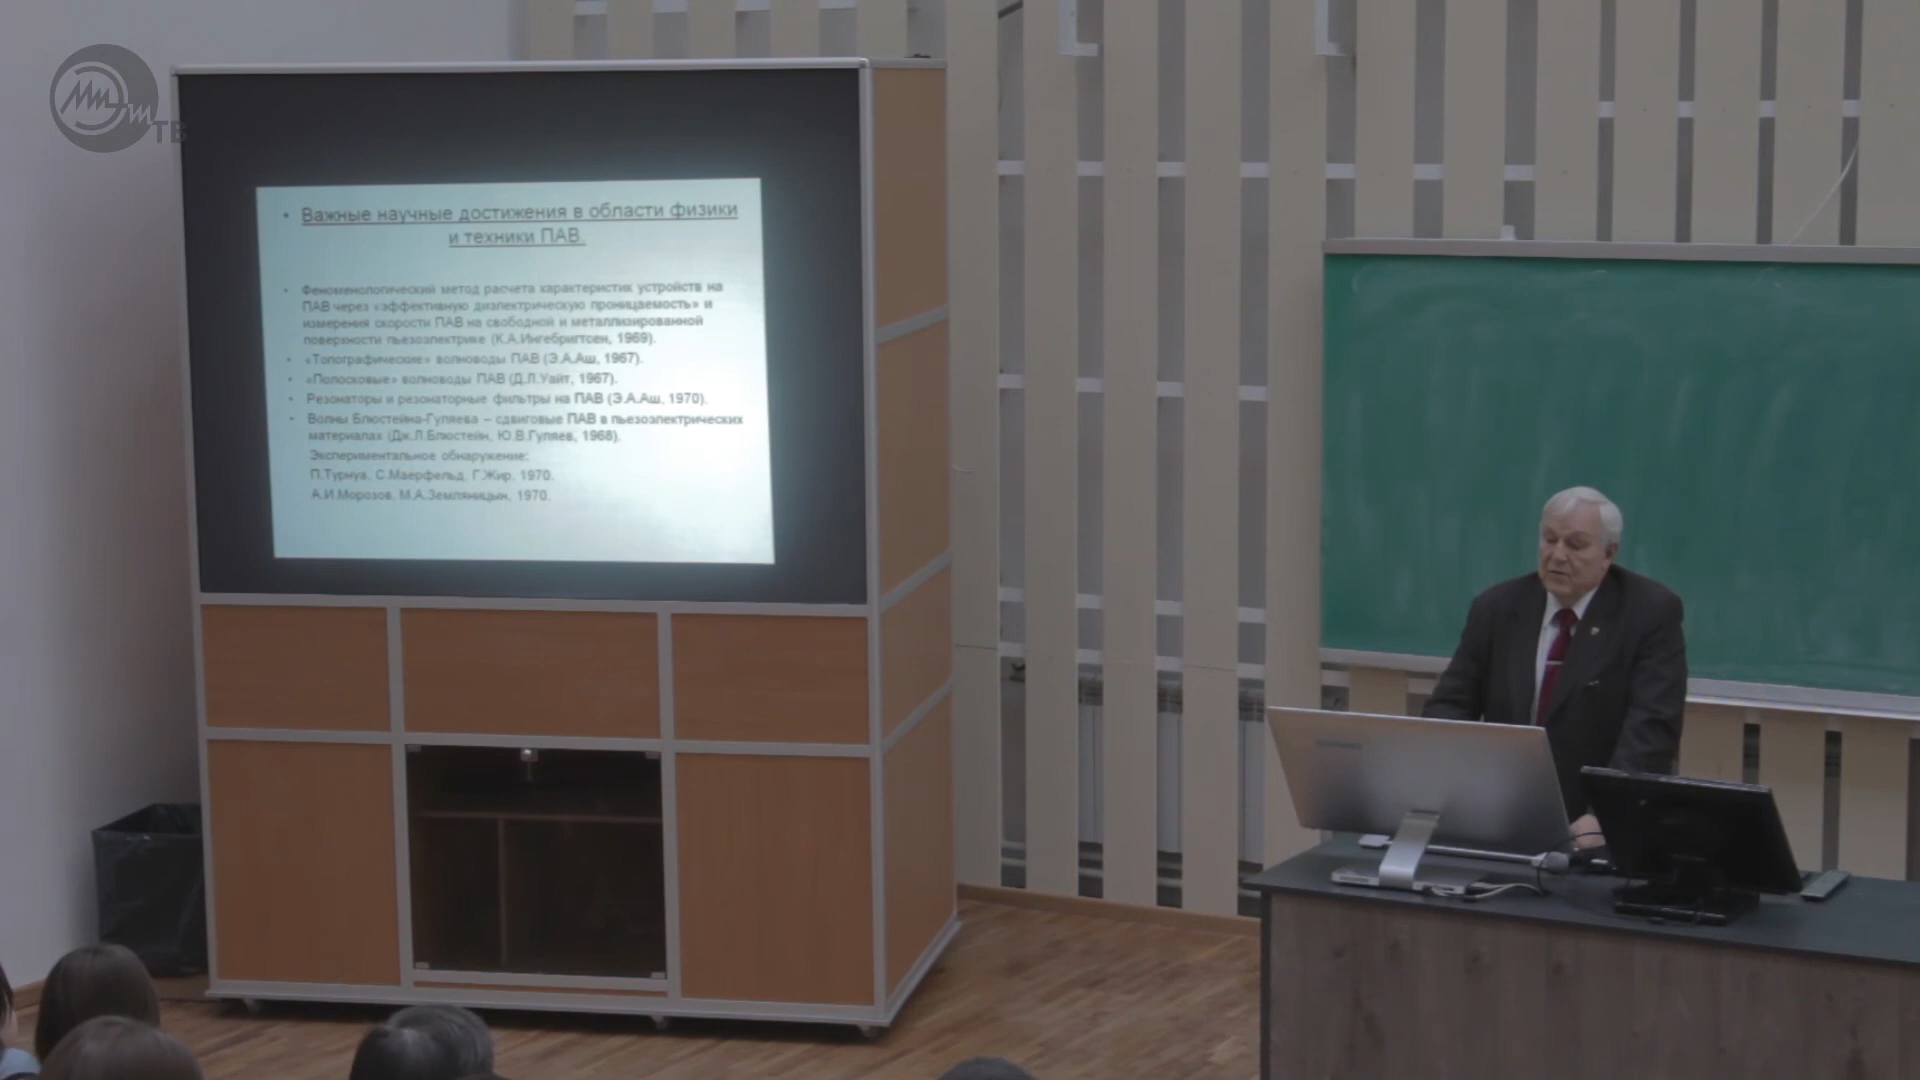 МИЭТ
ТВ
• Важные научные достижения в области физики
и техники ПАВ.
• Феноменологический метод расчета характеристик устройств на
ПАВ через «эффективную диэлектрическую проницаемость» и
измерения скорости ПАВ на свободной и металлизированной
поверхности пьезоэлектрике (К.А.Ингебригтсен, 1969).
• «Топографические» волноводы ПАВ (Э.А.Аш, 1967).
• «Полосковые» волноводы ПАВ (Д.Л.Уайт, 1967).
• Резонаторы и резонаторные фильтры на ПАВ (Э.А.Аш, 1970).
• Волны Блюстейна-Гуляева – сдвиговые ПАВ в пьезоэлектрических
материалах (Дж.Л.Блюстейн, Ю.В.Гуляев, 1968).
Экспериментальное обнаружение:
П.Турнуа, С.Маерфельд, Г.Жир, 1970.
А.И.Морозов, М.А.Земляницын, 1970.